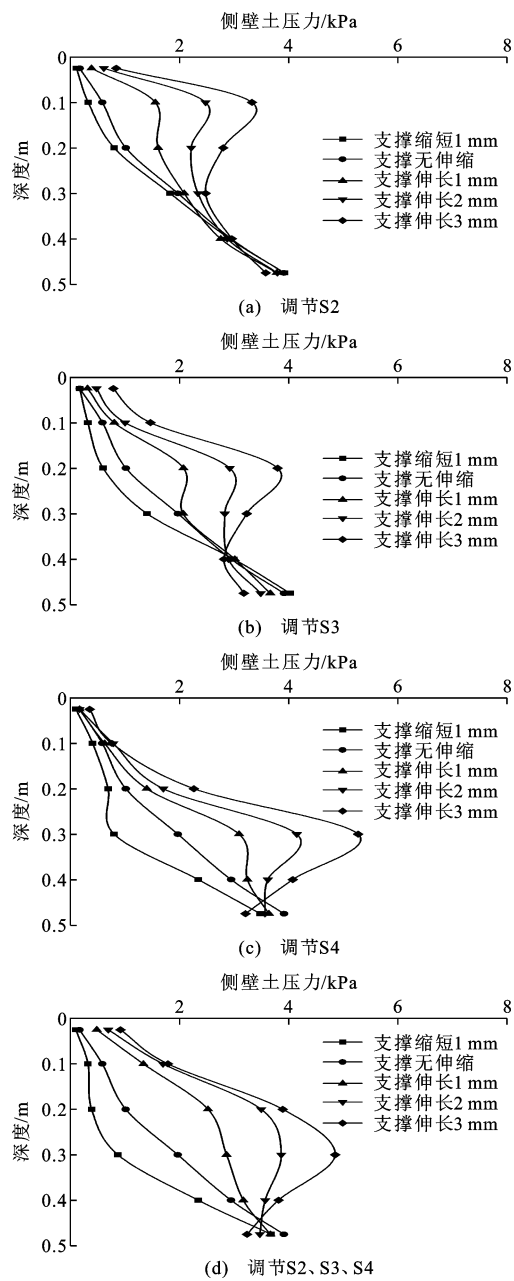 侧壁土压力/kPa
0 2 4 6 8
0
0.1
0.2
0.3
0.4
0.5
深度/m
支撑缩短1 mm
支撑无伸缩
支撑伸长1 mm
支撑伸长2 mm
支撑伸长3 mm
(a) 调节S2
侧壁土压力/kPa
2 4 6 8
0
0.1
0.2
0.3
0.4
0.5
深度/m
支撑缩短1 mm
支撑无伸缩
支撑伸长1 mm
支撑伸长2 mm
支撑伸长3 mm
(b) 调节S3
侧壁土压力/kPa
2 4 6 8
0
0.1
0.2
0.3
0.4
0.5
深度/m
支撑缩短1 mm
支撑无伸缩
支撑伸长1 mm
支撑伸长2 mm
支撑伸长3 mm
(c) 调节S4
侧壁土压力/kPa
2 4 6 8
0
0.1
0.2
0.3
0.4
0.5
深度/m
支撑缩短1 mm
支撑无伸缩
支撑伸长1 mm
支撑伸长2 mm
支撑伸长3 mm
(d) 调节S2、S3、S4